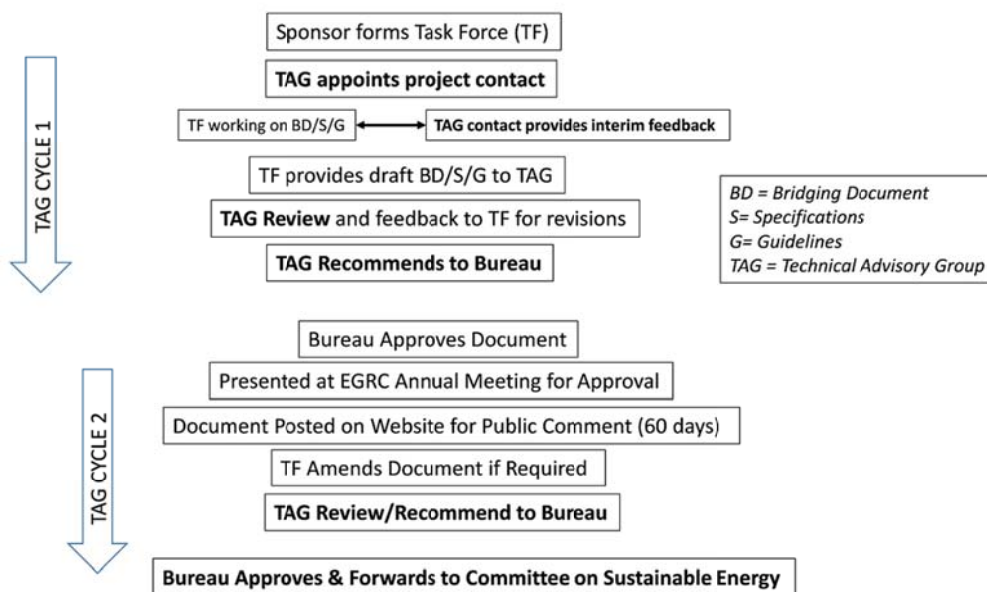 Sponsor forms Task Force (TF)
TAG appoints project contact
TF working on BD/S/G
TAG contact provides interim feedback
TF provides draft BD/S/G to TAG
TAG Review and feedback to TF for revisions
TAG Recommends to Bureau
TAG CYCLE 1
BD = Bridging Document
S= Specifications
G= Guidelines
TAG = Technical Advisory Group
Bureau Approves Document
Presented at EGRC Annual Meeting for Approval
Document Posted on Website for Public Comment (60 days)
TF Amends Document if Required
TAG Review/Recommend to Bureau
TAG CYCLE 2
Bureau Approves & Forwards to Committee on Sustainable Energy